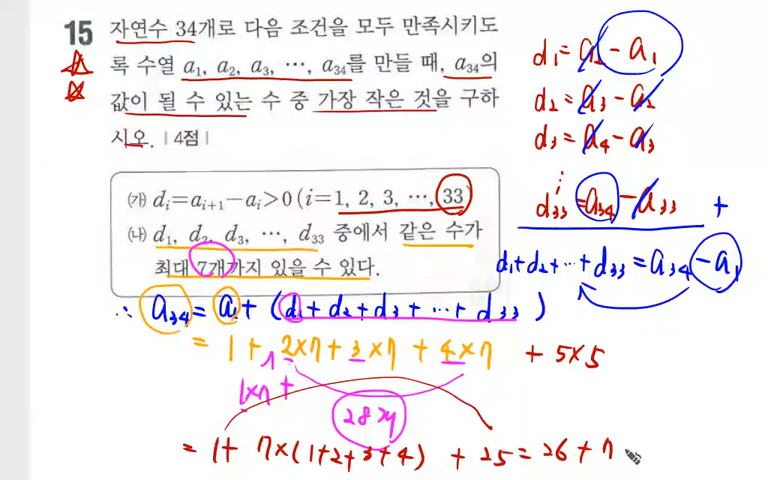 15 자연수 34개로 다음 조건을 모두 만족시키도
록 수열 a₁, a₂, a₃, ⋯, a₃₄를 만들 때, a₃₄의
값이 될 수 있는 수 중 가장 작은 것을 구하
시오. |4점|
㈎ dᵢ=aᵢ₊₁−aᵢ>0 (i=1, 2, 3, ⋯, 33)
㈏ d₁, d₂, d₃, ⋯, d₃₃ 중에서 같은 수가
최대 7개까지 있을 수 있다.
d₁ = a₂ − a₁
d₂ = a₃ − a₂
d₃ = a₄ − a₃
⋮
d₃₃ = a₃₄ − a₃₃ +
d₁+d₂+⋯+d₃₃ = a₃₄ − a₁
∴ a₃₄ = a₁ + (d₁+d₂+d₃+⋯+d₃₃)
= 1 + 2×7 + 3×7 + 4×7 + 5×5
1×7 +
28개
= 1 + 7×(1+2+3+4) + 25 = 26 + 7